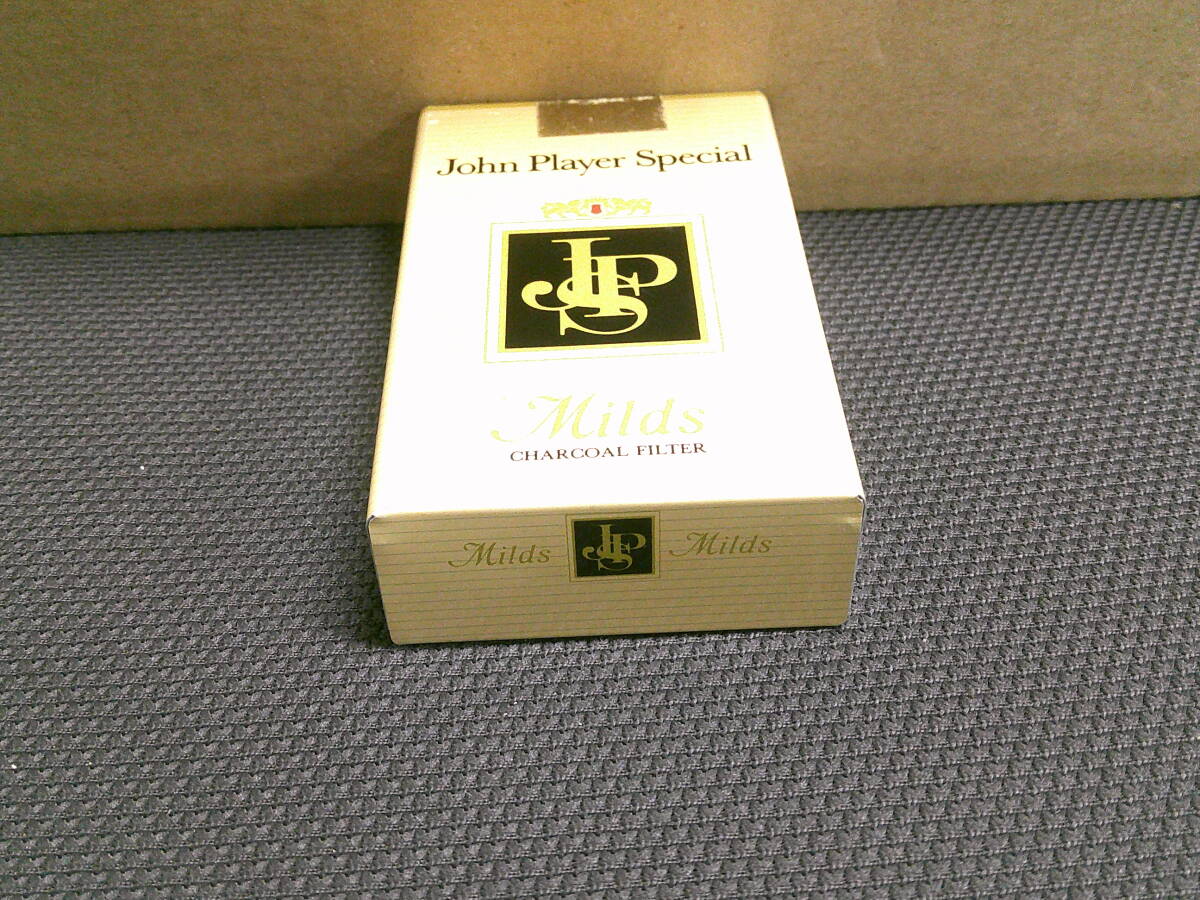 John Player Special
JPS
Milds
CHARCOAL FILTER
Milds JPS Milds